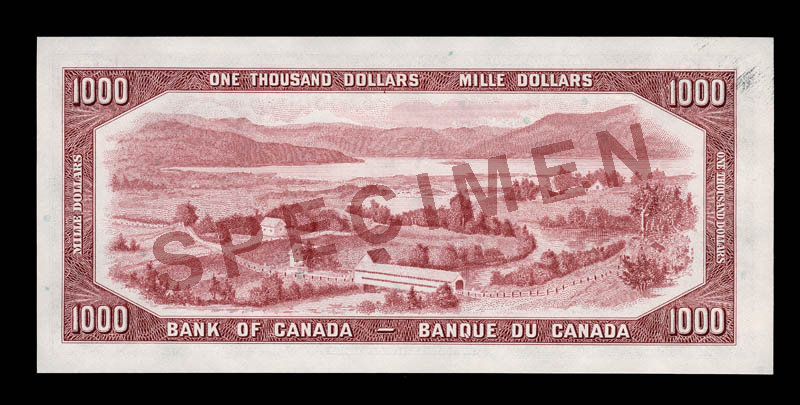 ONE THOUSAND DOLLARS MILLE DOLLARS
1000 1000
MILLE DOLLARS
ONE THOUSAND DOLLARS
SPECIMEN
1000 1000
BANK OF CANADA — BANQUE DU CANADA